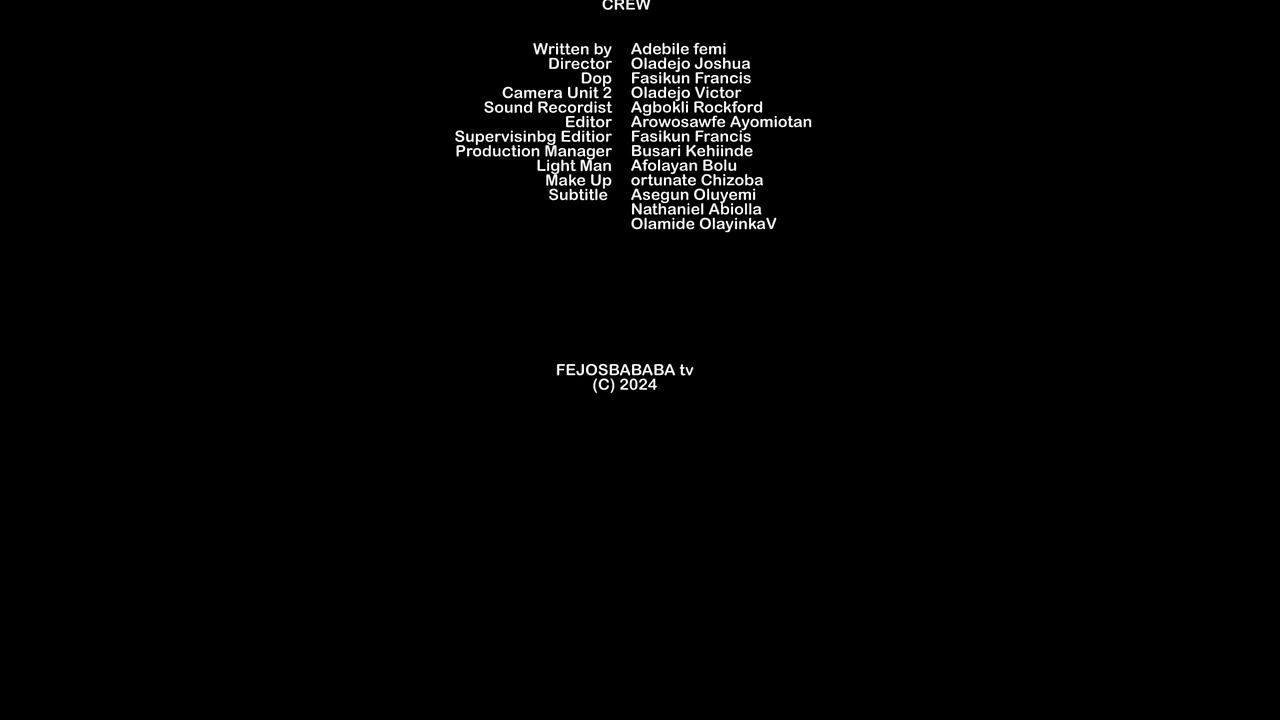 CREW
Written by Adebile femi
Director Oladejo Joshua
Dop Fasikun Francis
Camera Unit 2 Oladejo Victor
Sound Recordist Agbokli Rockford
Editor Arowosawfe Ayomiotan
Supervisinbg Editior Fasikun Francis
Production Manager Busari Kehiinde
Light Man Afolayan Bolu
Make Up ortunate Chizoba
Subtitle Asegun Oluyemi
Nathaniel Abiolla
Olamide OlayinkaV
FEJOSBABABA tv
(C) 2024